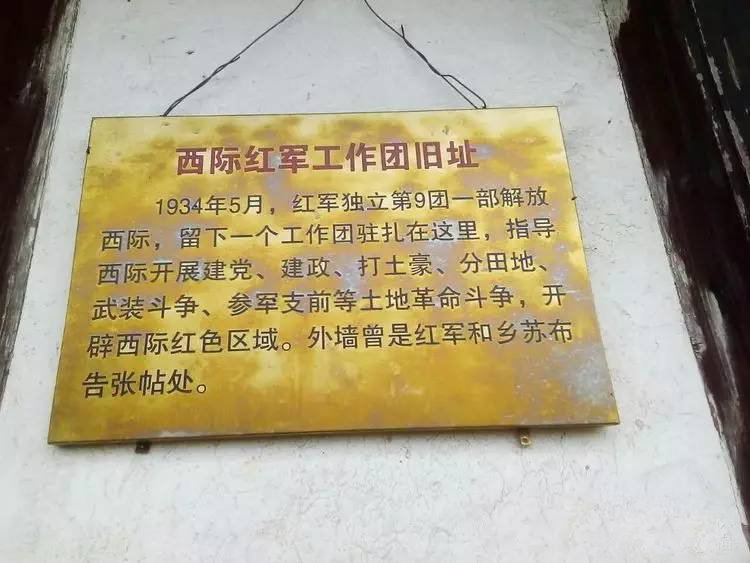 西际红军工作团旧址
1934年5月，红军独立第9团一部解放
西际，留下一个工作团驻扎在这里，指导
西际开展建党、建政、打土豪、分田地、
武装斗争、参军支前等土地革命斗争，开
辟西际红色区域。外墙曾是红军和乡苏布
告张帖处。